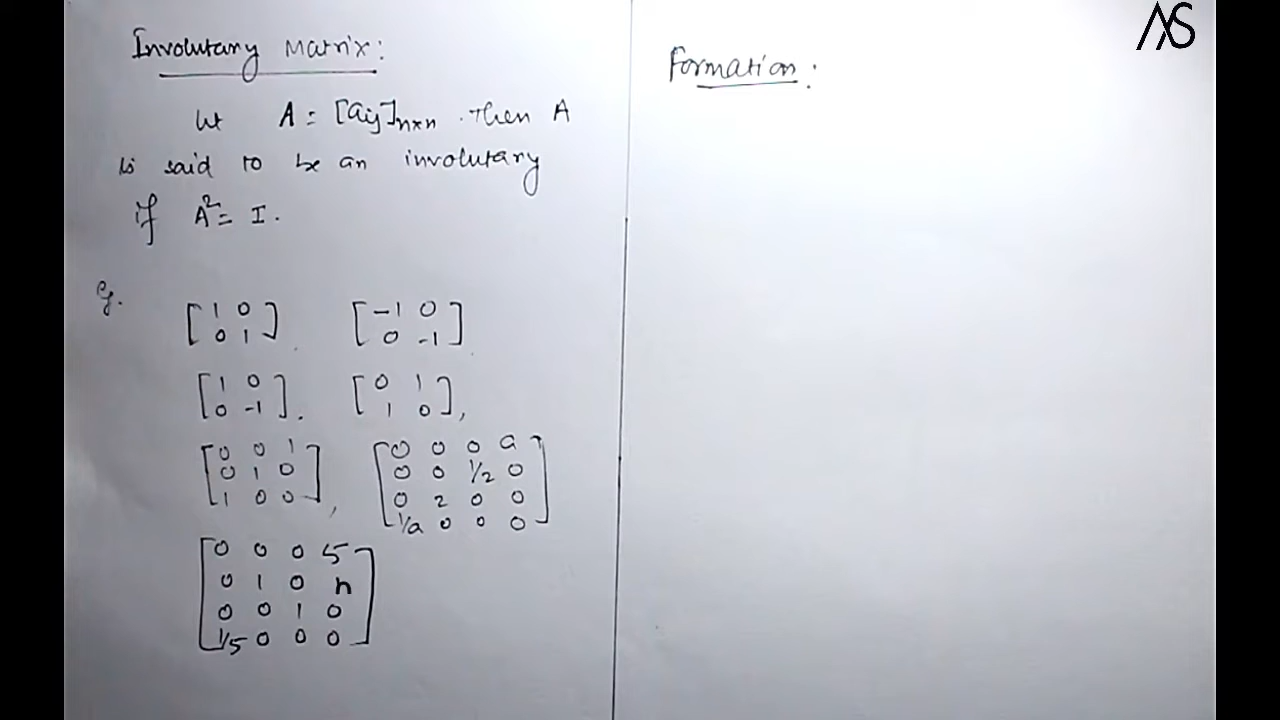 Involutary Matrix:
Let A = [aij]n×n. Then A
is said to be an involutary
if A² = I.
eg.
[1 0] [-1 0]
[0 1] [0 -1]
[1 0] [0 1]
[0 -1]. [1 0],
[0 0 1] [0 0 0 a]
[0 1 0] [0 0 1/2 0]
[1 0 0], [0 2 0 0]
[1/a 0 0 0]
[0 0 0 5]
[0 1 0 n]
[0 0 1 0]
[1/5 0 0 0]
Formation:
NS